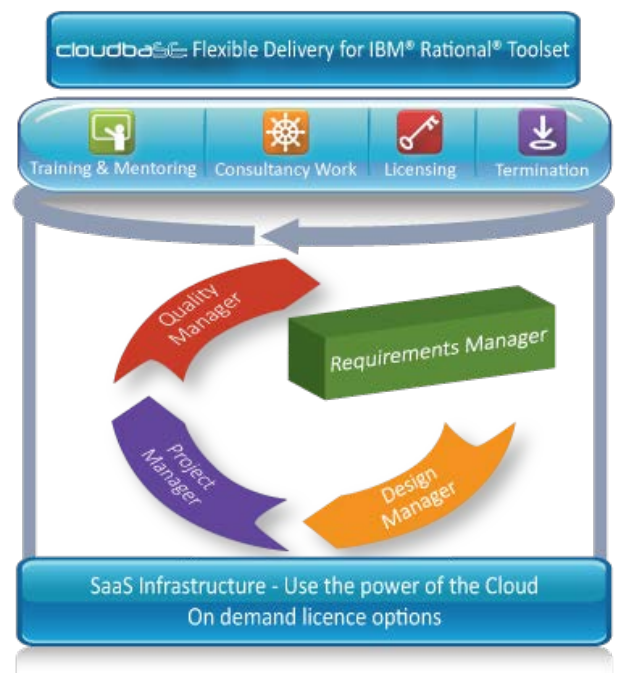 cloudbaSE Flexible Delivery for IBM® Rational® Toolset
Training & Mentoring
Consultancy Work
Licensing
Termination
Quality
Manager
Requirements Manager
Project
Manager
Design
Manager
SaaS Infrastructure - Use the power of the Cloud
On demand licence options